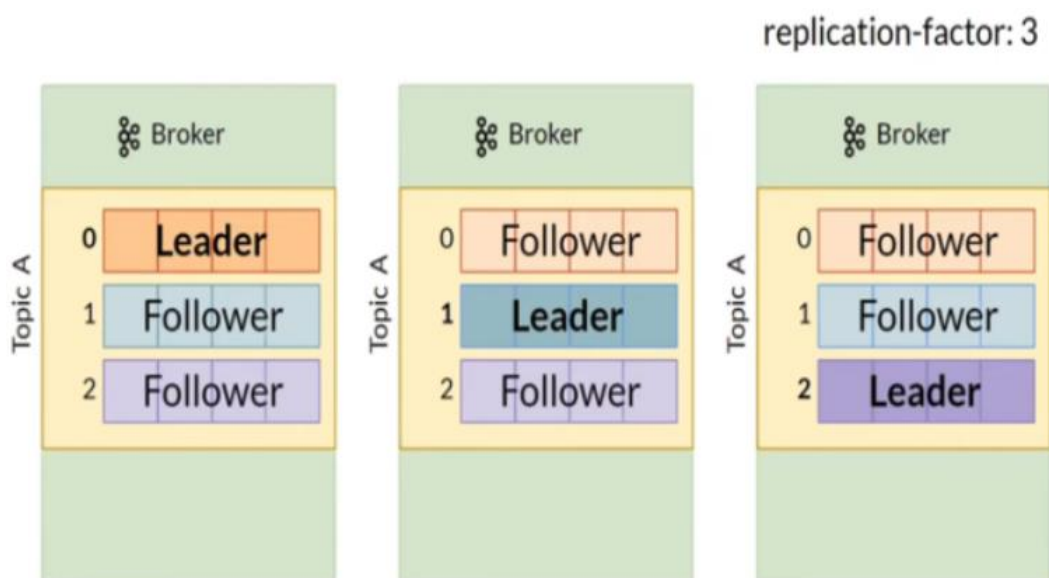 replication-factor: 3
Broker
Broker
Broker
Topic A
0 Leader
1 Follower
2 Follower
Topic A
0 Follower
1 Leader
2 Follower
Topic A
0 Follower
1 Follower
2 Leader